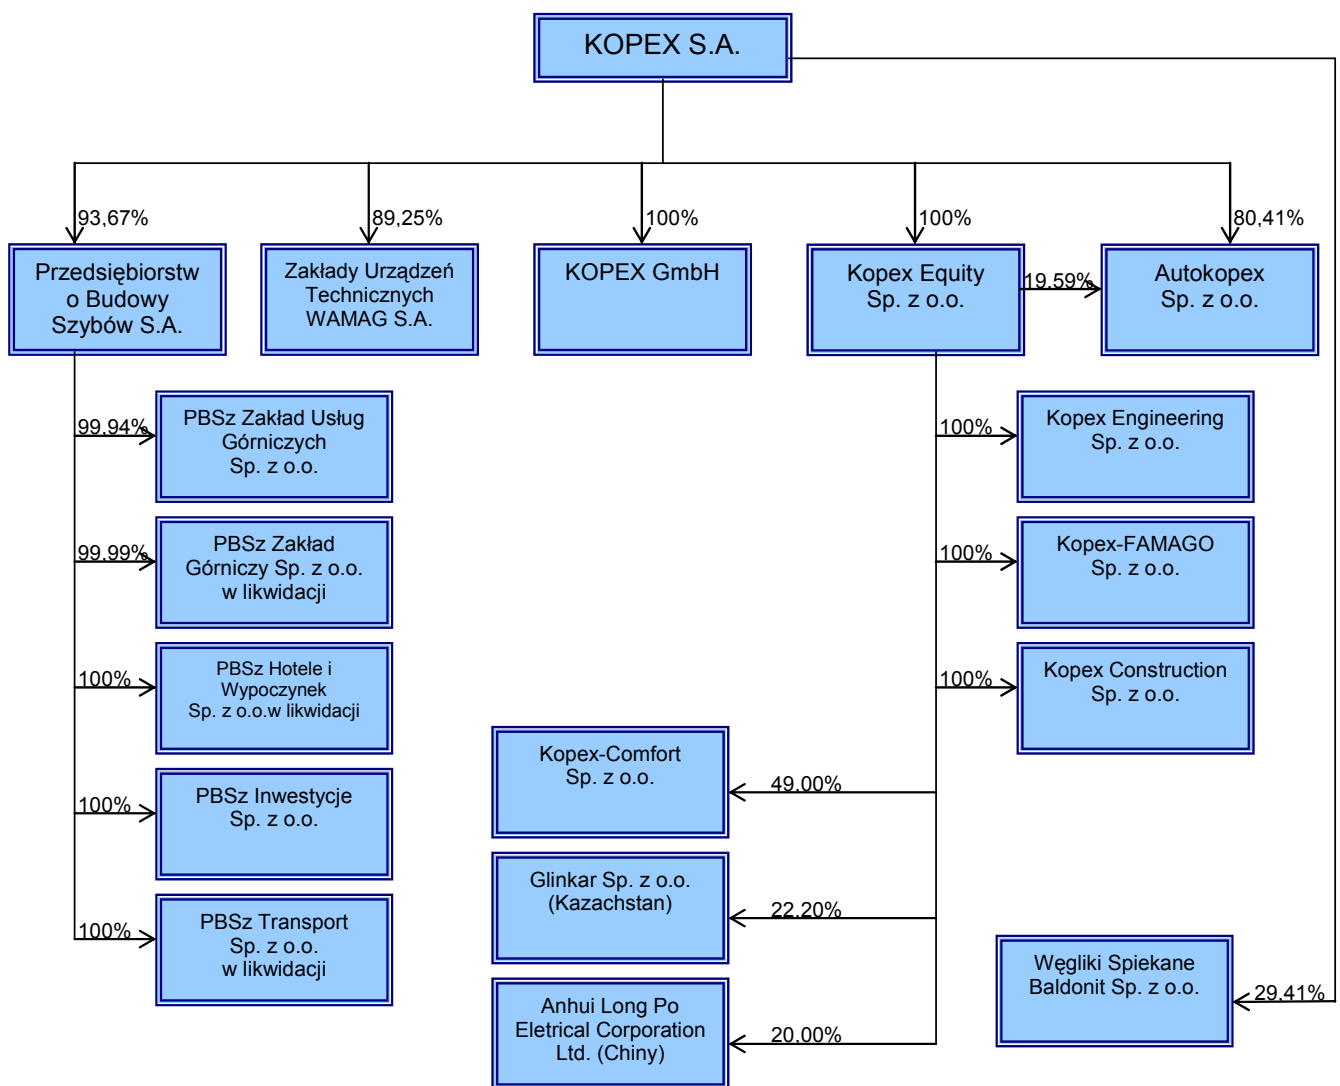 KOPEX S.A.
93,67%
89,25%
100%
100%
80,41%
Przedsiębiorstw
o Budowy
Szybów S.A.
Zakłady Urządzeń
Technicznych
WAMAG S.A.
KOPEX GmbH
Kopex Equity
Sp. z o.o.
19,59%
Autokopex
Sp. z o.o.
99,94%
PBSz Zakład Usług
Górniczych
Sp. z o.o.
100%
Kopex Engineering
Sp. z o.o.
99,99%
PBSz Zakład
Górniczy Sp. z o.o.
w likwidacji
100%
Kopex-FAMAGO
Sp. z o.o.
100%
PBSz Hotele i
Wypoczynek
Sp. z o.o.w likwidacji
100%
Kopex Construction
Sp. z o.o.
Kopex-Comfort
Sp. z o.o.
49,00%
100%
PBSz Inwestycje
Sp. z o.o.
Glinkar Sp. z o.o.
(Kazachstan)
22,20%
100%
PBSz Transport
Sp. z o.o.
w likwidacji
Anhui Long Po
Eletrical Corporation
Ltd. (Chiny)
20,00%
Węgliki Spiekane
Baldonit Sp. z o.o.
29,41%